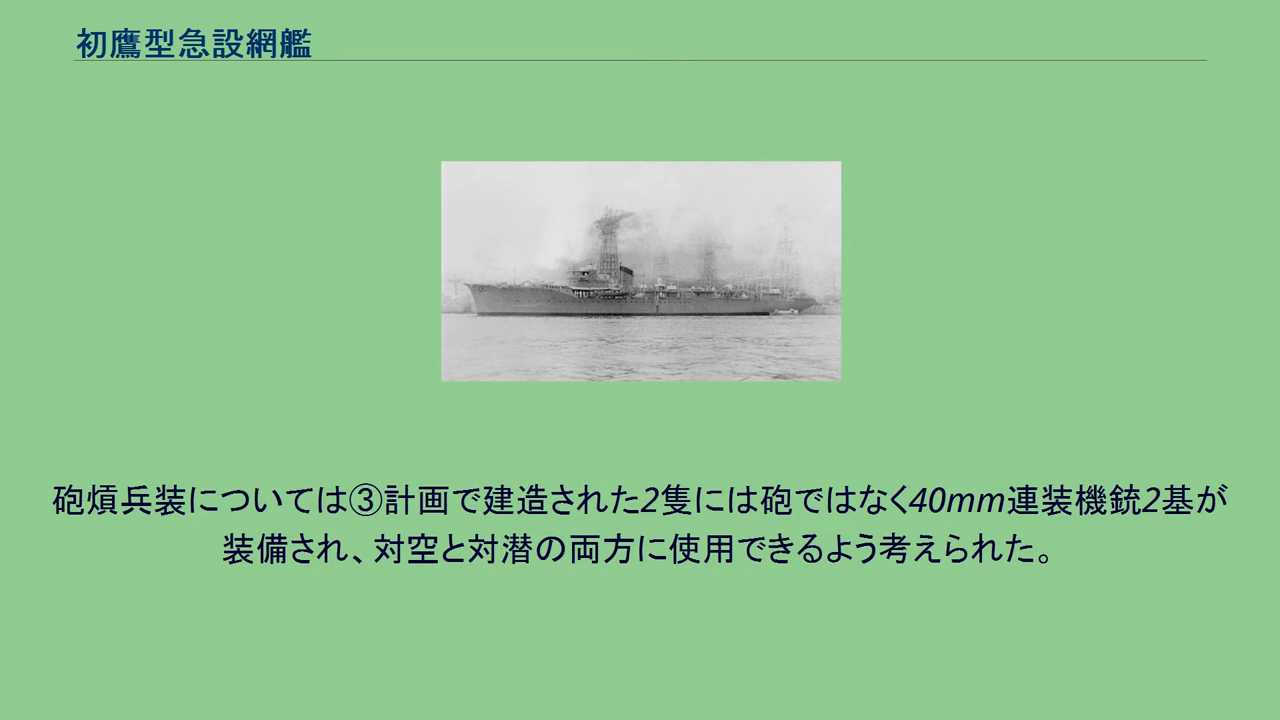 初鷹型急設網艦
砲熕兵装については③計画で建造された2隻には砲ではなく40mm連装機銃2基が
装備され、対空と対潜の両方に使用できるよう考えられた。